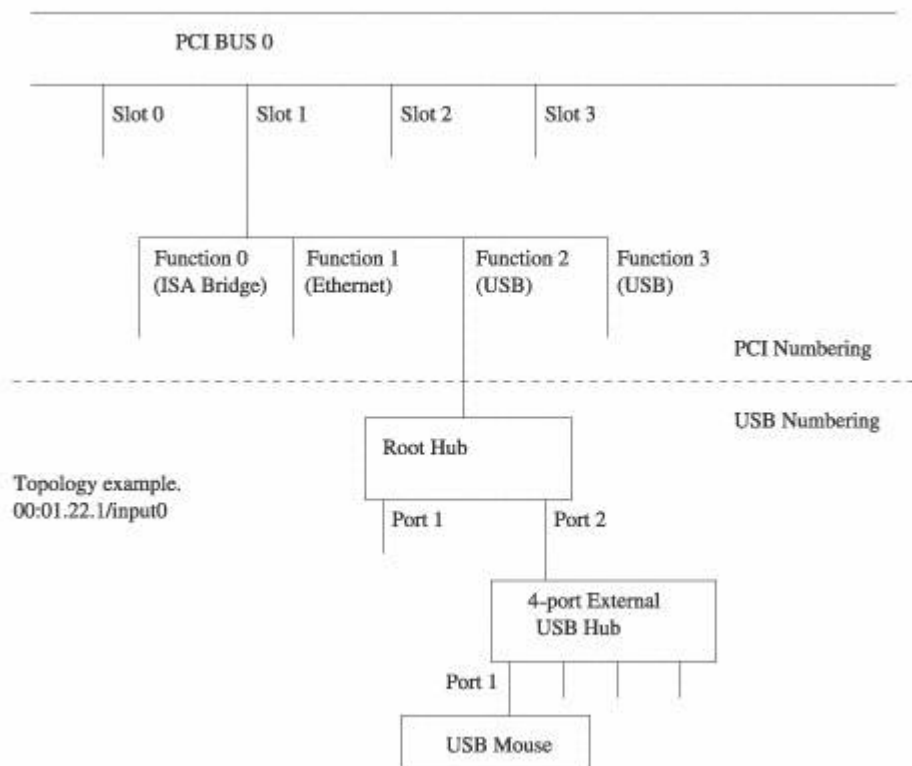 PCI BUS 0
Slot 0
Slot 1
Slot 2
Slot 3
Function 0
(ISA Bridge)
Function 1
(Ethernet)
Function 2
(USB)
Function 3
(USB)
PCI Numbering
USB Numbering
Root Hub
Topology example.
00:01.22.1/input0
Port 1
Port 2
4-port External
USB Hub
Port 1
USB Mouse